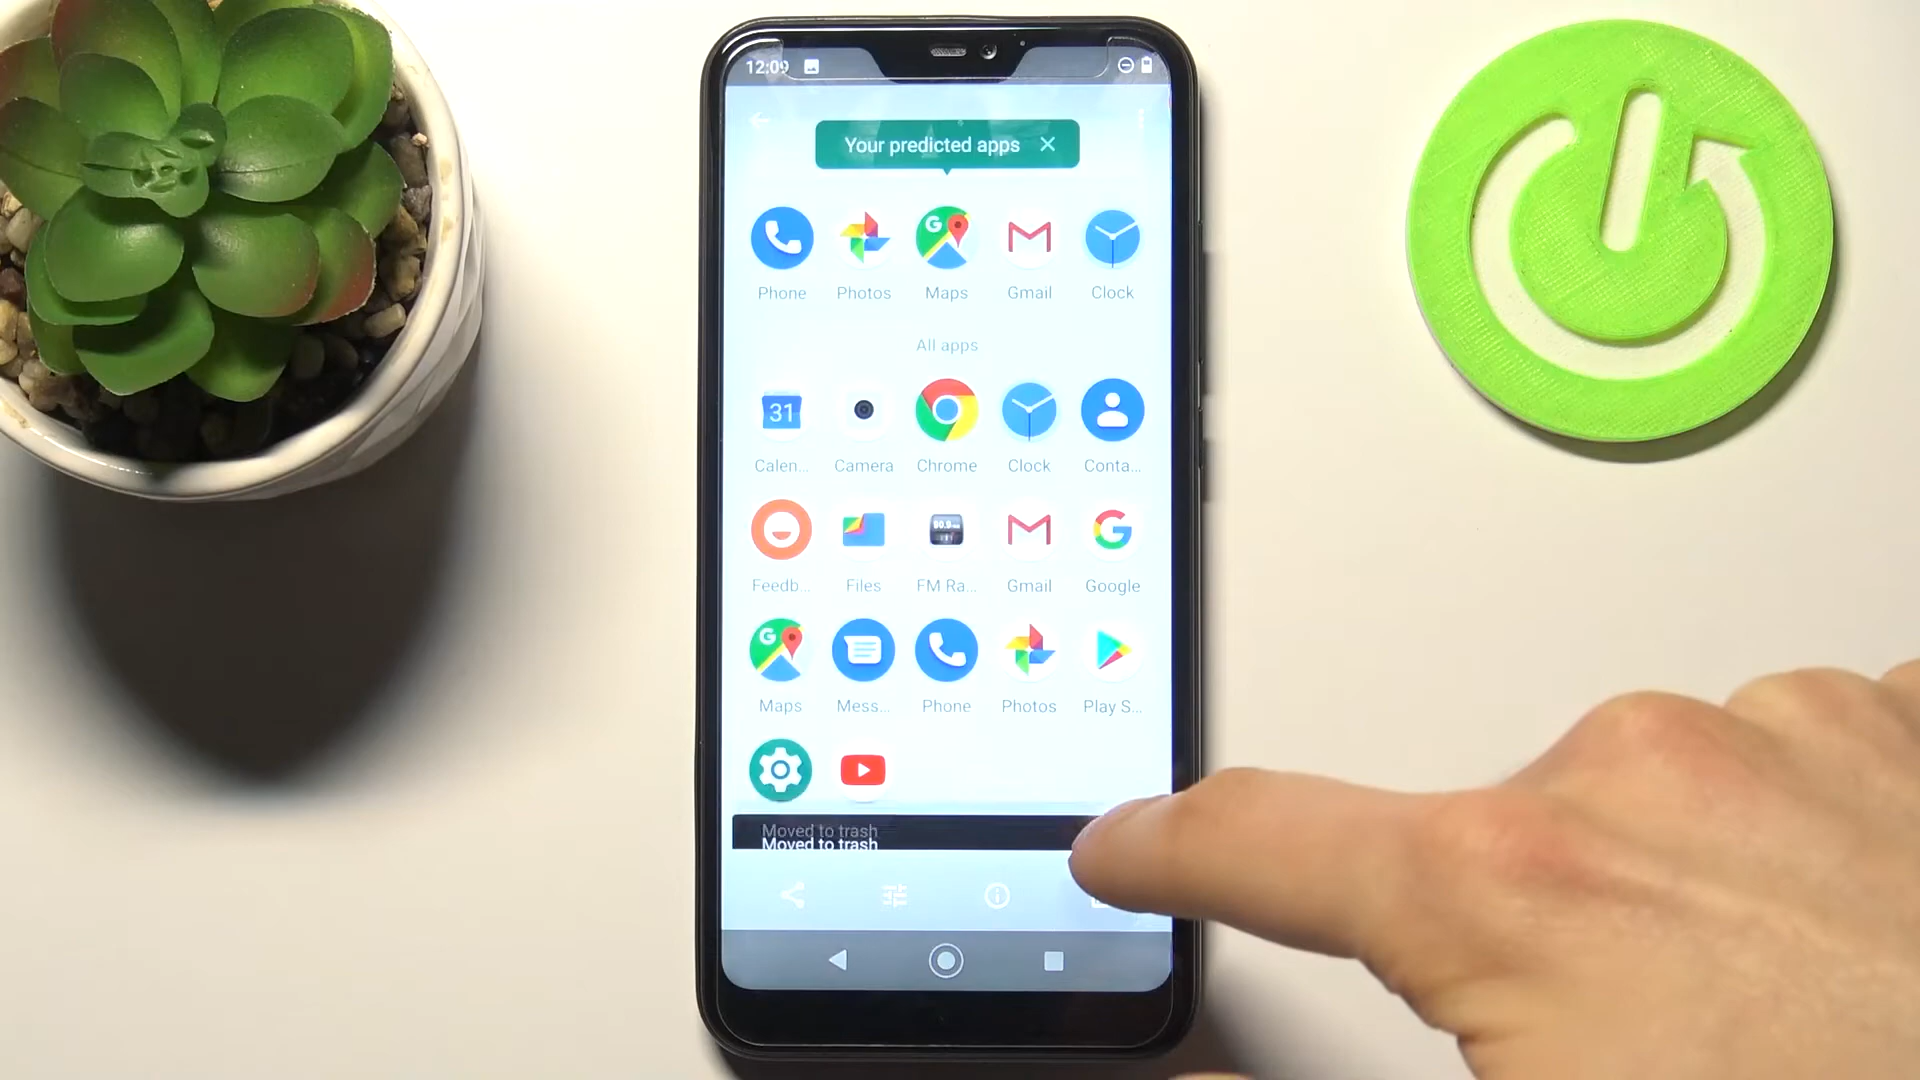 12:09
Your predicted apps
Phone Photos Maps Gmail Clock
All apps
31
Calen... Camera Chrome Clock Conta...
Feedb... Files FM Ra... Gmail Google
Maps Mess... Phone Photos Play S...
Moved to trash
Moved to trash